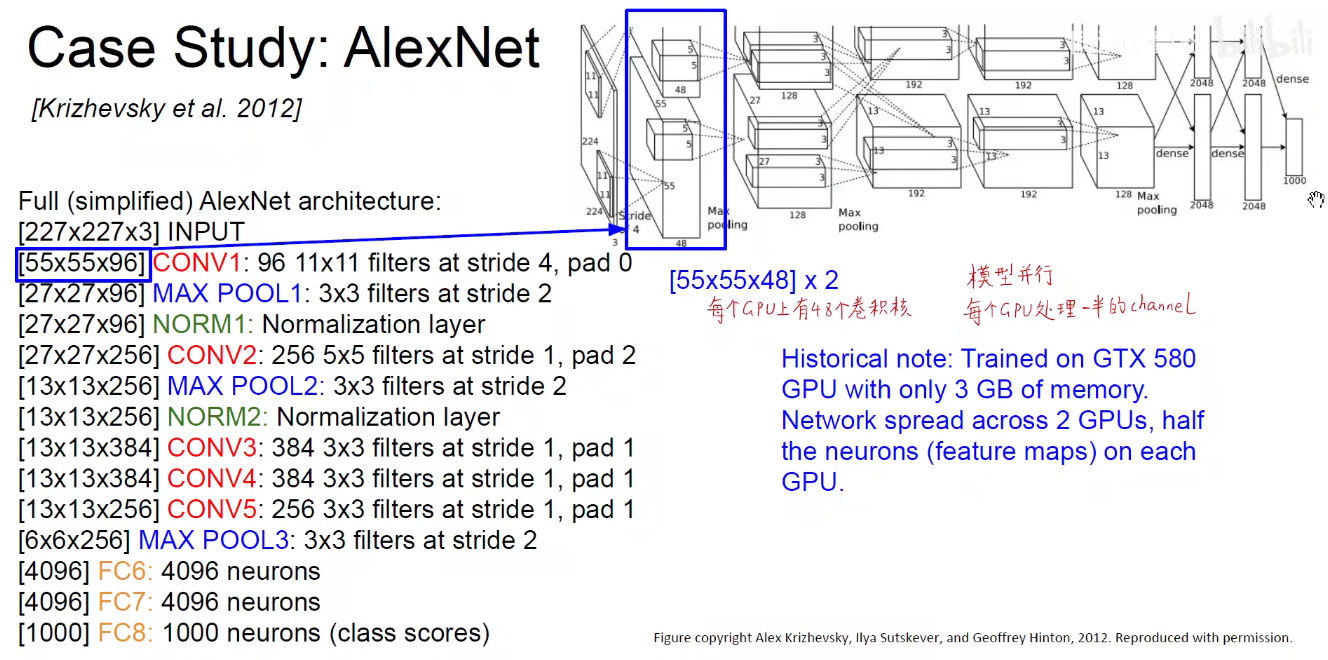 Case Study: AlexNet
[Krizhevsky et al. 2012]
Full (simplified) AlexNet architecture:
[227x227x3] INPUT
[55x55x96] CONV1: 96 11x11 filters at stride 4, pad 0
[27x27x96] MAX POOL1: 3x3 filters at stride 2
[27x27x96] NORM1: Normalization layer
[27x27x256] CONV2: 256 5x5 filters at stride 1, pad 2
[13x13x256] MAX POOL2: 3x3 filters at stride 2
[13x13x256] NORM2: Normalization layer
[13x13x384] CONV3: 384 3x3 filters at stride 1, pad 1
[13x13x384] CONV4: 384 3x3 filters at stride 1, pad 1
[13x13x256] CONV5: 256 3x3 filters at stride 1, pad 1
[6x6x256] MAX POOL3: 3x3 filters at stride 2
[4096] FC6: 4096 neurons
[4096] FC7: 4096 neurons
[1000] FC8: 1000 neurons (class scores)
bilibili
11
11
224
11
11
224
3
Stride
4
5
5
48
55
5
5
55
48
Max
pooling
3
3
128
27
3
3
27
3
3
128
Max
pooling
3
3
192
13
13
3
3
192
3
3
192
13
3
3
13
192
128
13
13
128
Max
pooling
2048
2048
dense
dense
dense
2048
2048
1000
[55x55x48] x 2
每个GPU上有48个卷积核
模型并行
每个GPU处理一半的channel
Historical note: Trained on GTX 580
GPU with only 3 GB of memory.
Network spread across 2 GPUs, half
the neurons (feature maps) on each
GPU.
Figure copyright Alex Krizhevsky, Ilya Sutskever, and Geoffrey Hinton, 2012. Reproduced with permission.